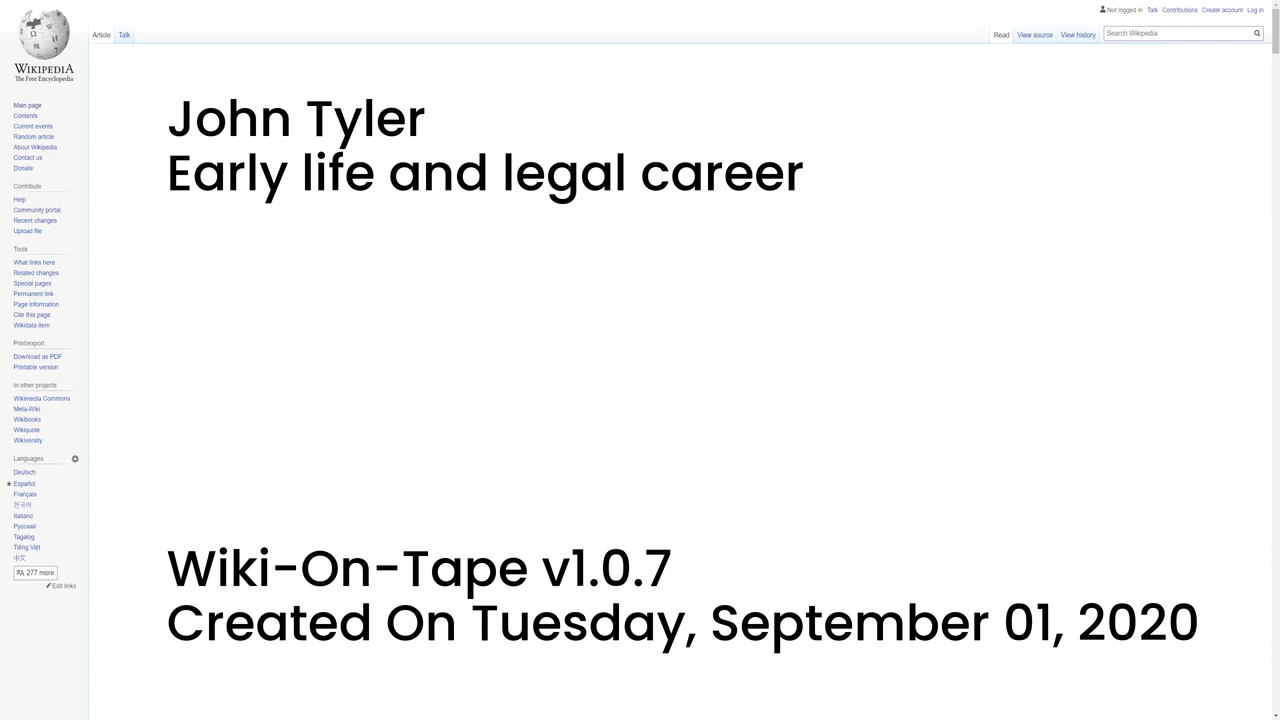 Not logged in Talk Contributions Create account Log in
Article Talk Read View source View history Search Wikipedia
WIKIPEDIA
The Free Encyclopedia
Main page
Contents
Current events
Random article
About Wikipedia
Contact us
Donate
Contribute
Help
Community portal
Recent changes
Upload file
Tools
What links here
Related changes
Special pages
Permanent link
Page information
Cite this page
Wikidata item
Print/export
Download as PDF
Printable version
In other projects
Wikimedia Commons
Meta-Wiki
Wikibooks
Wikiquote
Wikiversity
Languages
Deutsch
Español
Français
한국어
Italiano
Русский
Tagalog
Tiếng Việt
中文
277 more
Edit links
John Tyler
Early life and legal career
Wiki-On-Tape v1.0.7
Created On Tuesday, September 01, 2020